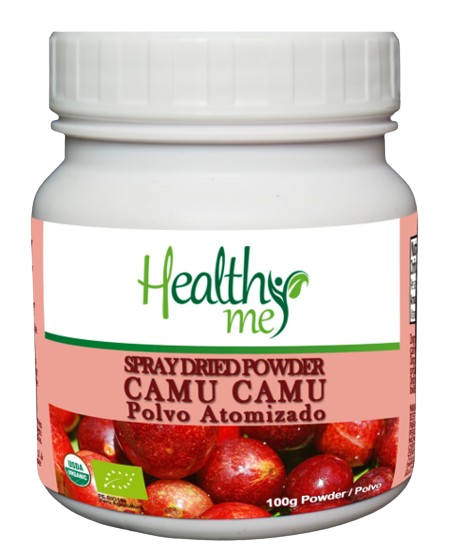 Healthy
me
SPRAY DRIED POWDER
CAMU CAMU
Polvo Atomizado
USDA
ORGANIC
100g Powder / Polvo